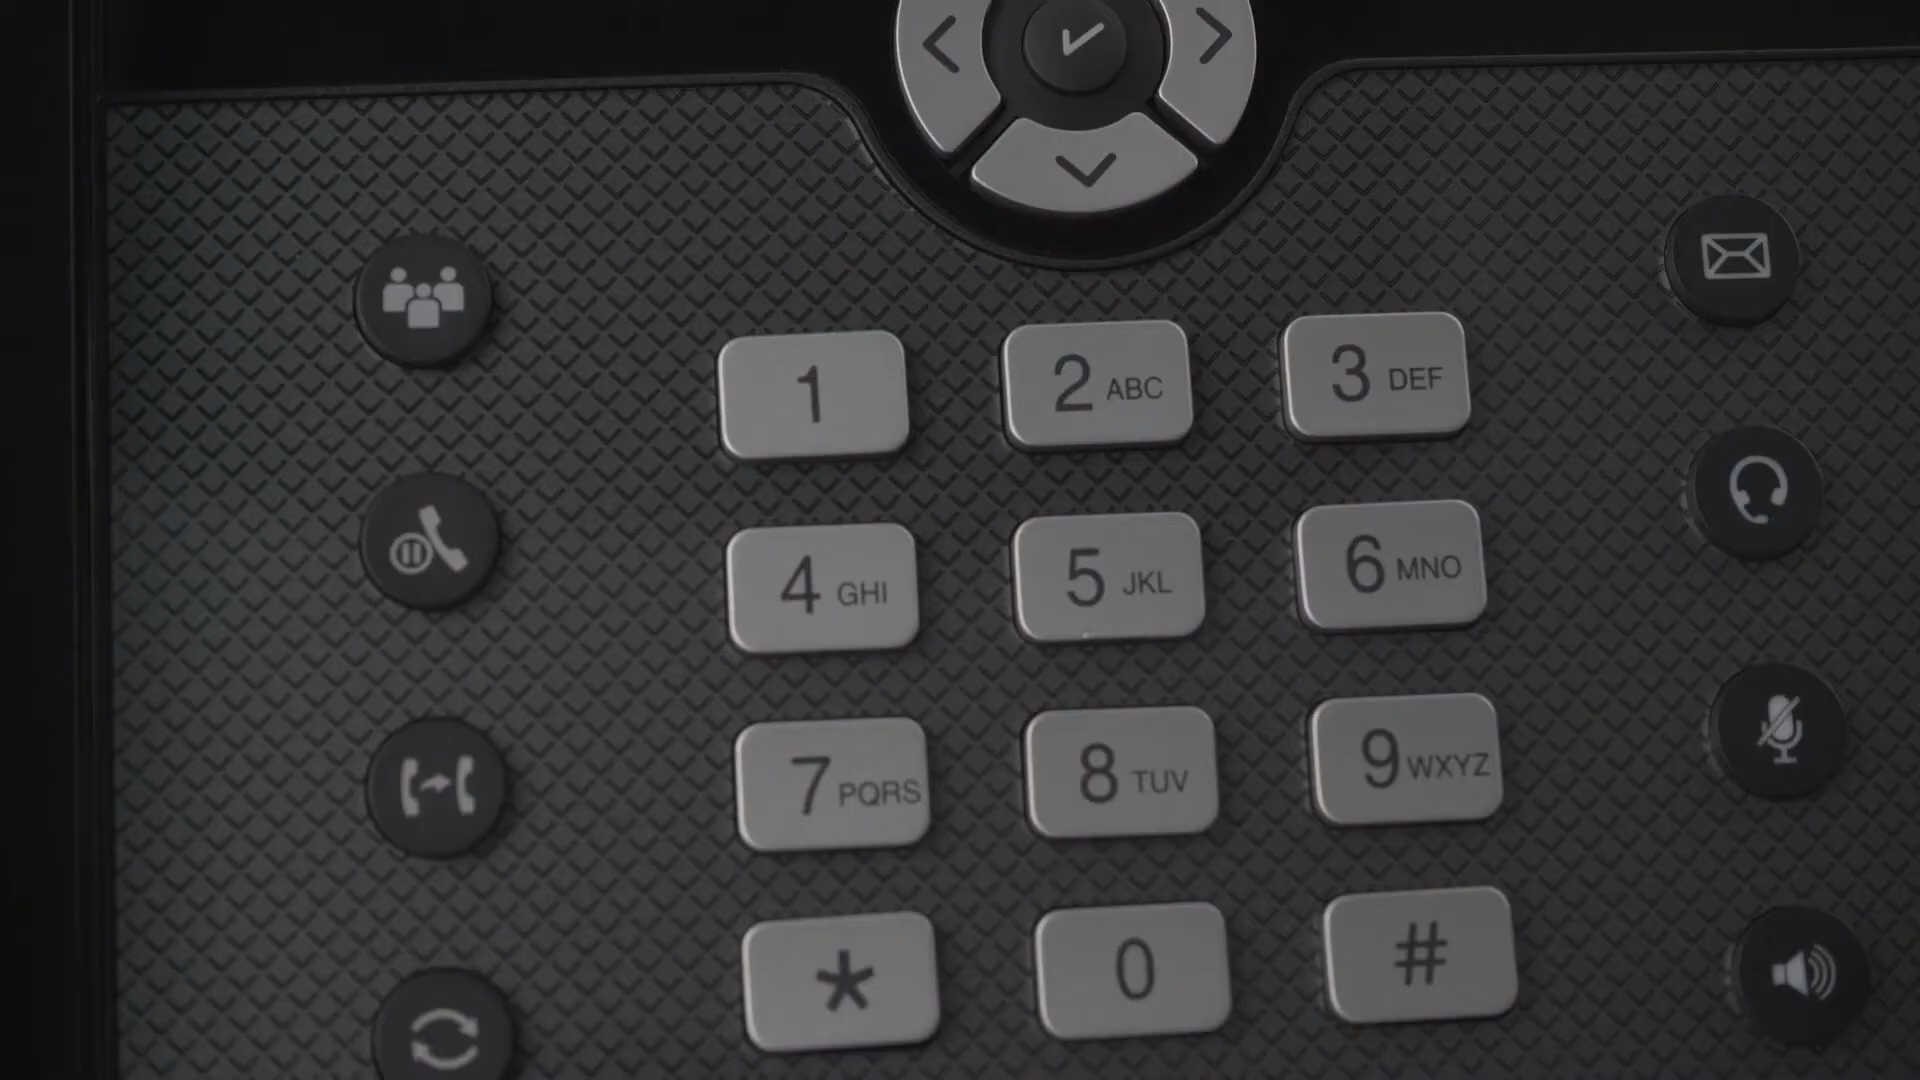 1
2 ABC
3 DEF
4 GHI
5 JKL
6 MNO
7 PQRS
8 TUV
9 WXYZ
*
0
#